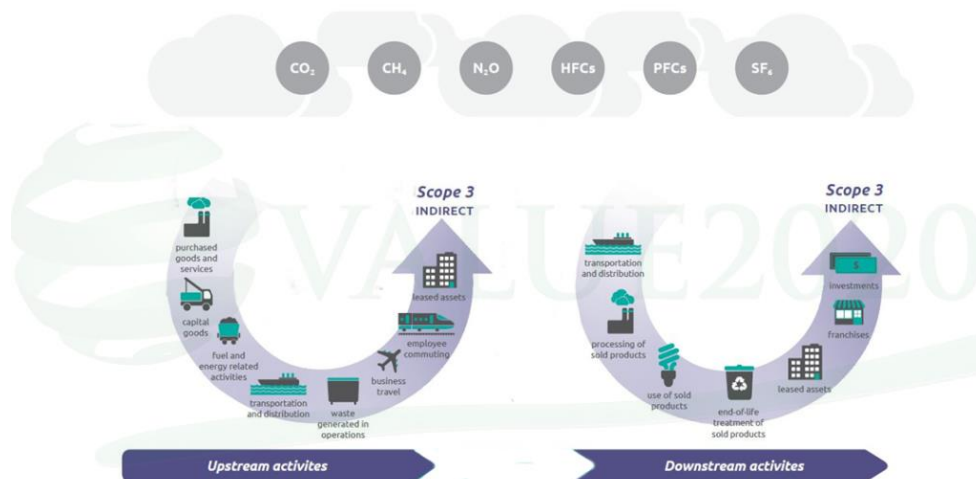 CO₂
CH₄
N₂O
HFCs
PFCs
SF₆
VALUE2020
Scope 3
INDIRECT
purchased
goods and
services
capital
goods
fuel and
energy related
activities
transportation
and distribution
waste
generated in
operations
business
travel
employee
commuting
leased assets
Scope 3
INDIRECT
transportation
and distribution
processing of
sold products
use of sold
products
end-of-life
treatment of
sold products
leased assets
franchises
$
investments
Upstream activites
Downstream activites